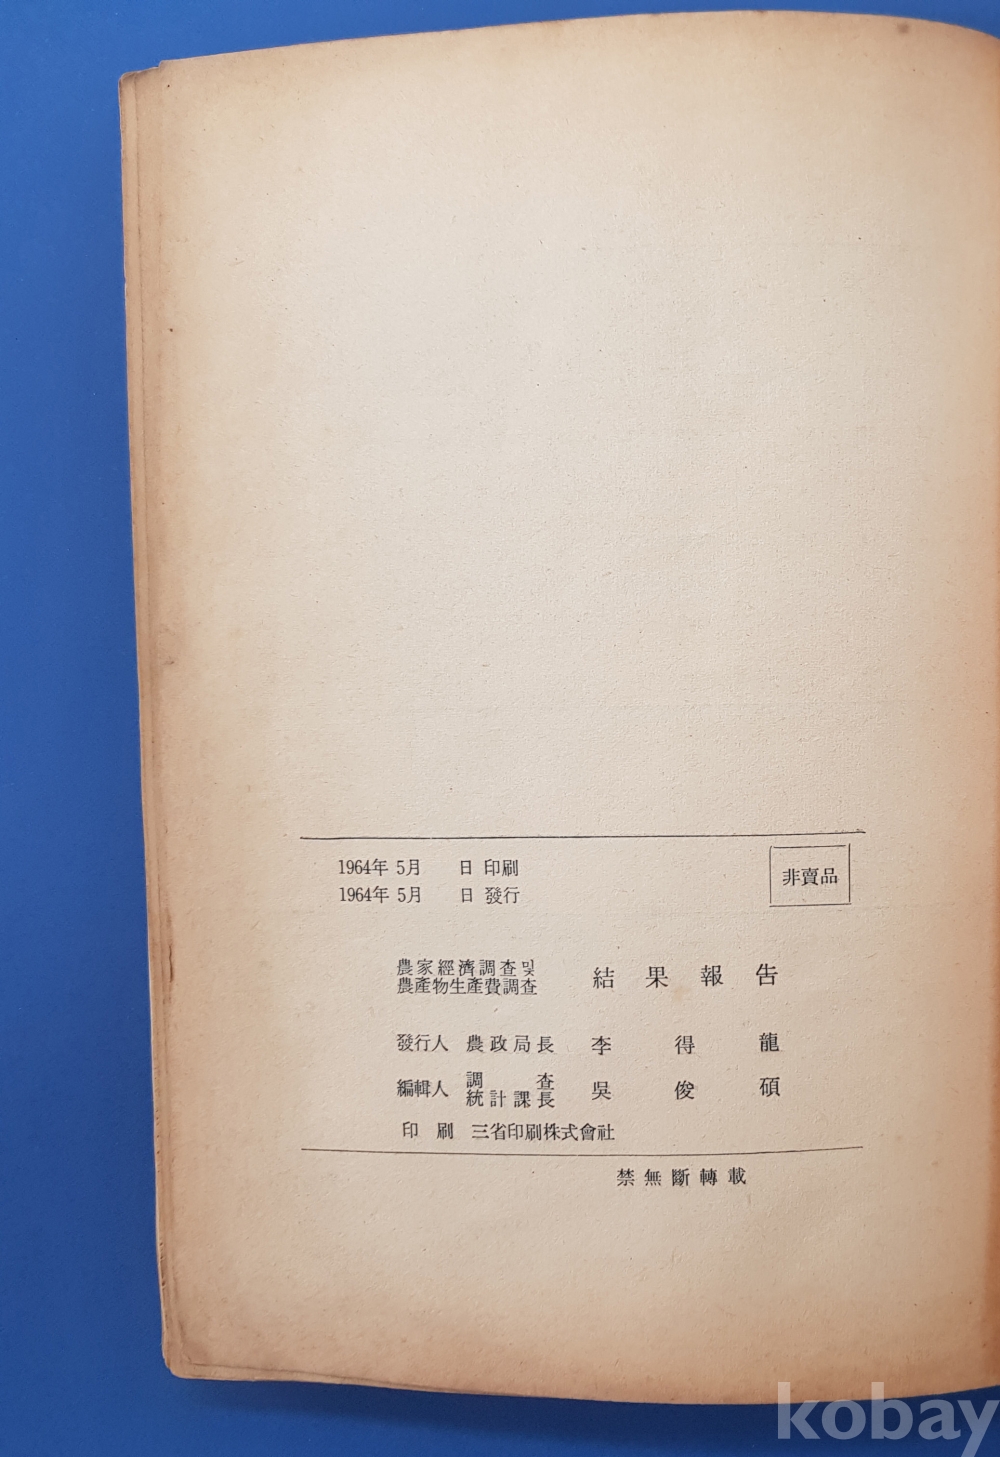 1964年 5月 日 印刷
1964年 5月 日 發行
非賣品
農家經濟調查및
農產物生產費調查
結果報告
發行人 農政局長 李得龍
編輯人 調查統計課長 吳俊碩
印刷 三省印刷株式會社
禁無斷轉載
kobay